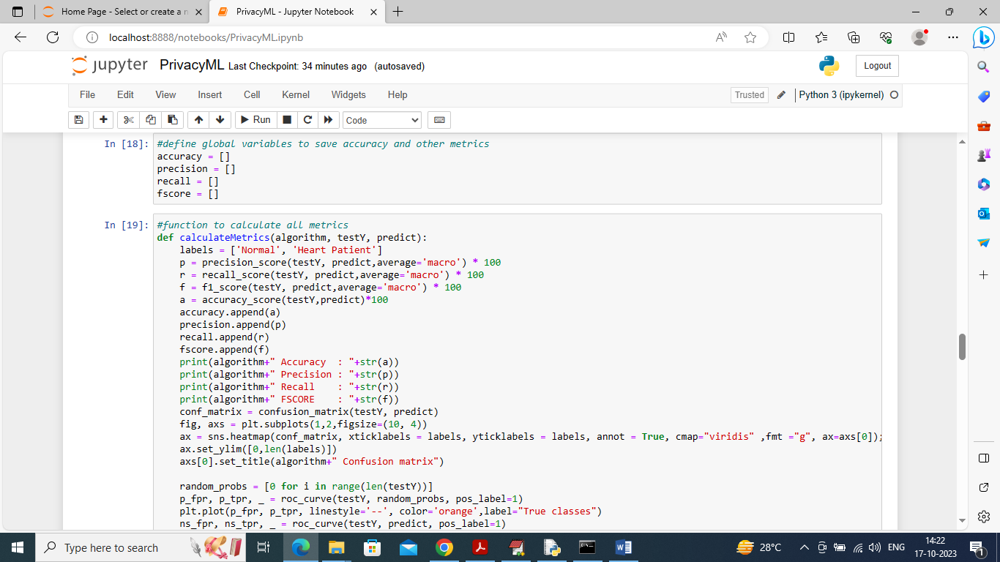 Home Page - Select or create a n
PrivacyML - Jupyter Notebook
localhost:8888/notebooks/PrivacyML.ipynb
jupyter PrivacyML Last Checkpoint: 34 minutes ago (autosaved)
Logout
File Edit View Insert Cell Kernel Widgets Help
Trusted
Python 3 (ipykernel)
Run
Code
In [18]: #define global variables to save accuracy and other metrics
accuracy = []
precision = []
recall = []
fscore = []
In [19]: #function to calculate all metrics
def calculateMetrics(algorithm, testY, predict):
    labels = ['Normal', 'Heart Patient']
    p = precision_score(testY, predict,average='macro') * 100
    r = recall_score(testY, predict,average='macro') * 100
    f = f1_score(testY, predict,average='macro') * 100
    a = accuracy_score(testY,predict)*100
    accuracy.append(a)
    precision.append(p)
    recall.append(r)
    fscore.append(f)
    print(algorithm+" Accuracy  : "+str(a))
    print(algorithm+" Precision : "+str(p))
    print(algorithm+" Recall    : "+str(r))
    print(algorithm+" FSCORE    : "+str(f))
    conf_matrix = confusion_matrix(testY, predict)
    fig, axs = plt.subplots(1,2,figsize=(10, 4))
    ax = sns.heatmap(conf_matrix, xticklabels = labels, yticklabels = labels, annot = True, cmap="viridis" ,fmt ="g", ax=axs[0]);
    ax.set_ylim([0,len(labels)])
    axs[0].set_title(algorithm+" Confusion matrix")
    random_probs = [0 for i in range(len(testY))]
    p_fpr, p_tpr, _ = roc_curve(testY, random_probs, pos_label=1)
    plt.plot(p_fpr, p_tpr, linestyle='--', color='orange',label="True classes")
    ns_fpr, ns_tpr, _ = roc_curve(testY, predict, pos_label=1)
Type here to search
28°C
ENG
14:22
17-10-2023
1